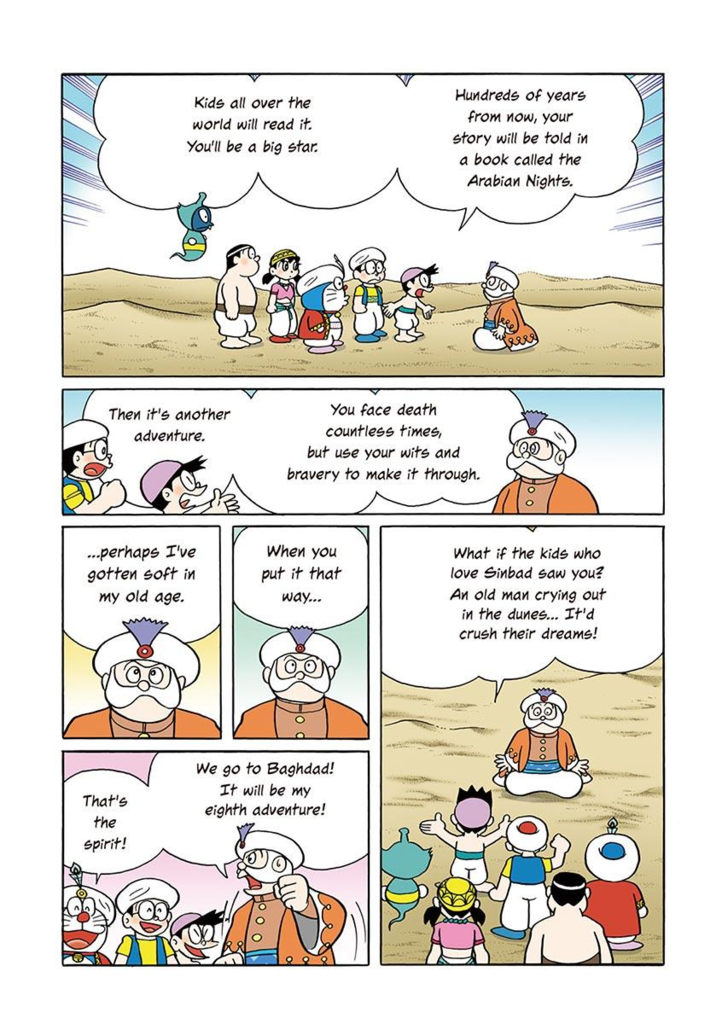 Hundreds of years
from now, your
story will be told in
a book called the
Arabian Nights.
Kids all over the
world will read it.
You'll be a big star.
You face death
countless times,
but use your wits and
bravery to make it through.
Then it's another
adventure.
What if the kids who
love Sinbad saw you?
An old man crying out
in the dunes... It'd
crush their dreams!
When you
put it that
way...
...perhaps I've
gotten soft in
my old age.
We go to Baghdad!
It will be my
eighth adventure!
That's
the
spirit!